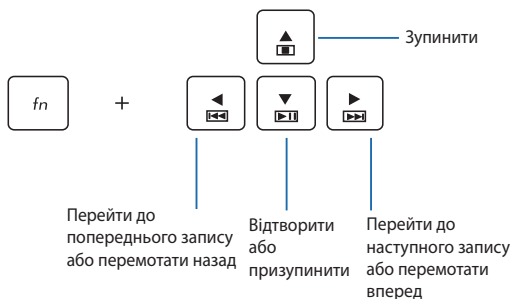 Зупинити
fn
+
Перейти до
попереднього запису
або перемотати назад
Відтворити
або
призупинити
Перейти до
наступного запису
або перемотати
вперед